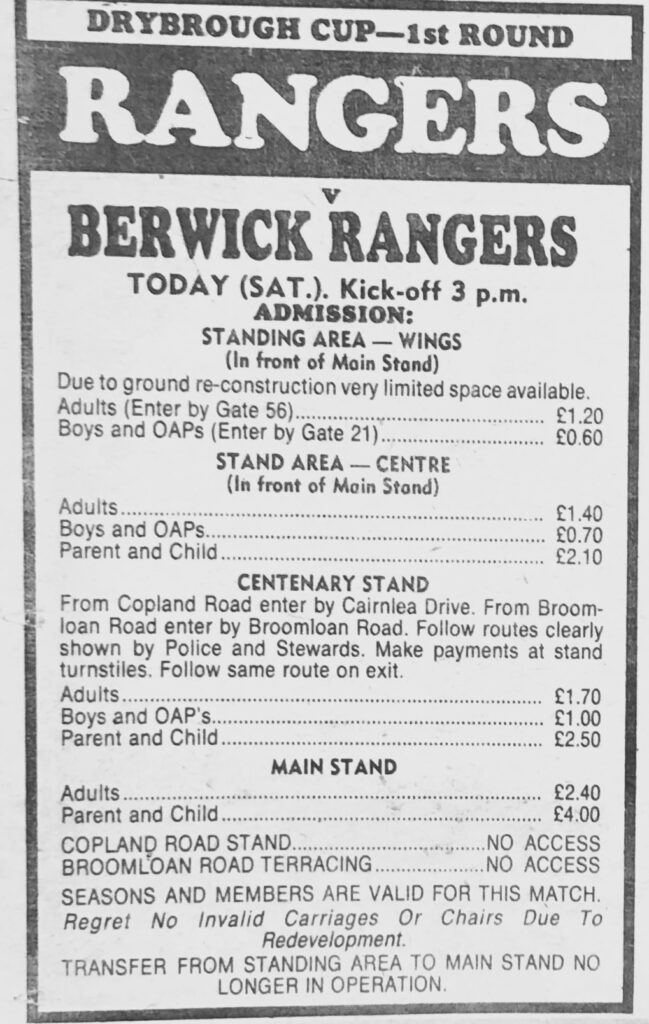 DRYBROUGH CUP—1st ROUND
RANGERS
v
BERWICK RANGERS
TODAY (SAT.). Kick-off 3 p.m.
ADMISSION:
STANDING AREA — WINGS
(In front of Main Stand)
Due to ground re-construction very limited space available.
Adults (Enter by Gate 56)........................................ £1.20
Boys and OAPs (Enter by Gate 21).......................... £0.60
STAND AREA — CENTRE
(In front of Main Stand)
Adults.................................................................... £1.40
Boys and OAPs....................................................... £0.70
Parent and Child..................................................... £2.10
CENTENARY STAND
From Copland Road enter by Cairnlea Drive. From Broom-
loan Road enter by Broomloan Road. Follow routes clearly
shown by Police and Stewards. Make payments at stand
turnstiles. Follow same route on exit.
Adults.................................................................... £1.70
Boys and OAP's...................................................... £1.00
Parent and Child..................................................... £2.50
MAIN STAND
Adults.................................................................... £2.40
Parent and Child..................................................... £4.00
COPLAND ROAD STAND................................NO ACCESS
BROOMLOAN ROAD TERRACING..................NO ACCESS
SEASONS AND MEMBERS ARE VALID FOR THIS MATCH.
Regret No Invalid Carriages Or Chairs Due To
Redevelopment.
TRANSFER FROM STANDING AREA TO MAIN STAND NO
LONGER IN OPERATION.